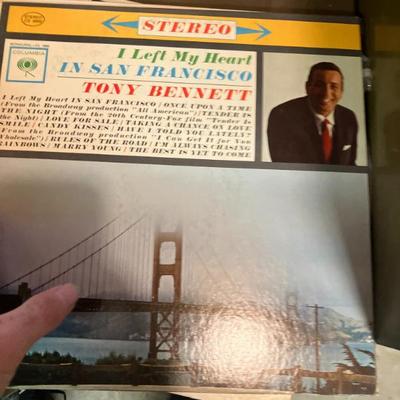 STEREO
COLUMBIA
I Left My Heart
IN SAN FRANCISCO
TONY BENNETT
I Left My Heart IN SAN FRANCISCO / ONCE UPON A TIME
(From the Broadway production "All American") / TENDER IS
THE NIGHT (From the 20th Century-Fox film "Tender Is
the Night") / LOVE FOR SALE / TAKING A CHANCE ON LOVE
SMILE / CANDY KISSES / HAVE I TOLD YOU LATELY?
(From the Broadway production "I Can Get It for You
Wholesale") / RULES OF THE ROAD / I'M ALWAYS CHASING
RAINBOWS / MARRY YOUNG / THE BEST IS YET TO COME